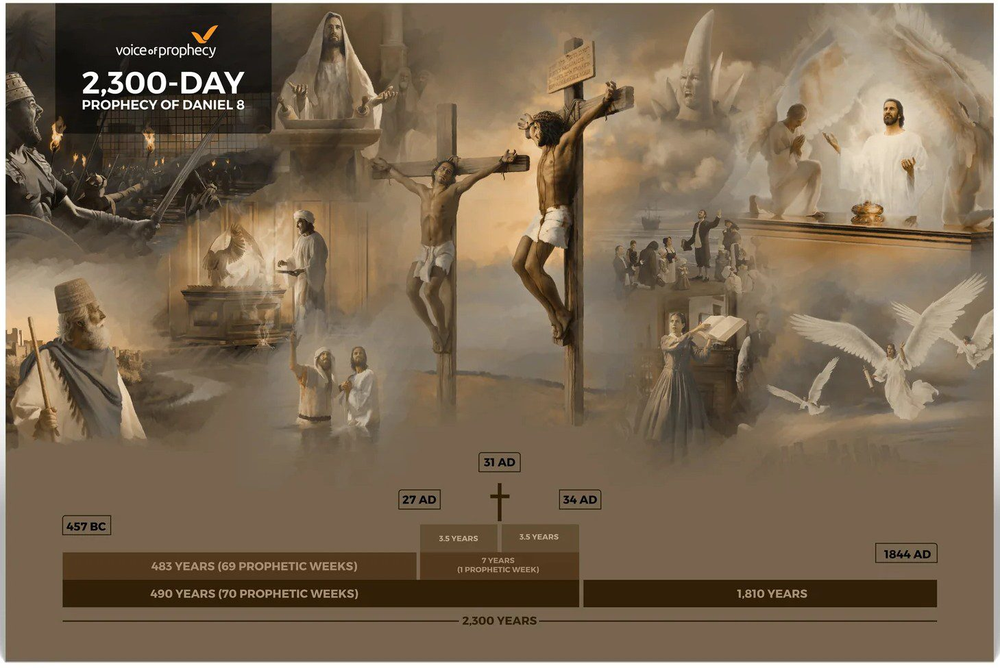 voice of prophecy
2,300-DAY
PROPHECY OF DANIEL 8
31 AD
27 AD
34 AD
457 BC
3.5 YEARS
3.5 YEARS
1844 AD
483 YEARS (69 PROPHETIC WEEKS)
7 YEARS
(1 PROPHETIC WEEK)
490 YEARS (70 PROPHETIC WEEKS)
1,810 YEARS
2,300 YEARS